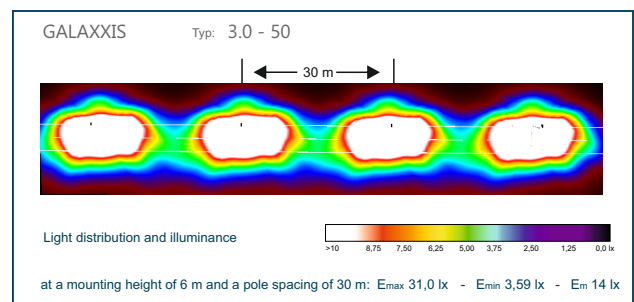 GALAXXIS Typ: 3.0 - 50
30 m
Light distribution and illuminance
>10 8,75 7,50 6,25 5,00 3,75 2,50 1,25 0,0 lx
at a mounting height of 6 m and a pole spacing of 30 m: Emax 31,0 lx - Emin 3,59 lx - Em 14 lx